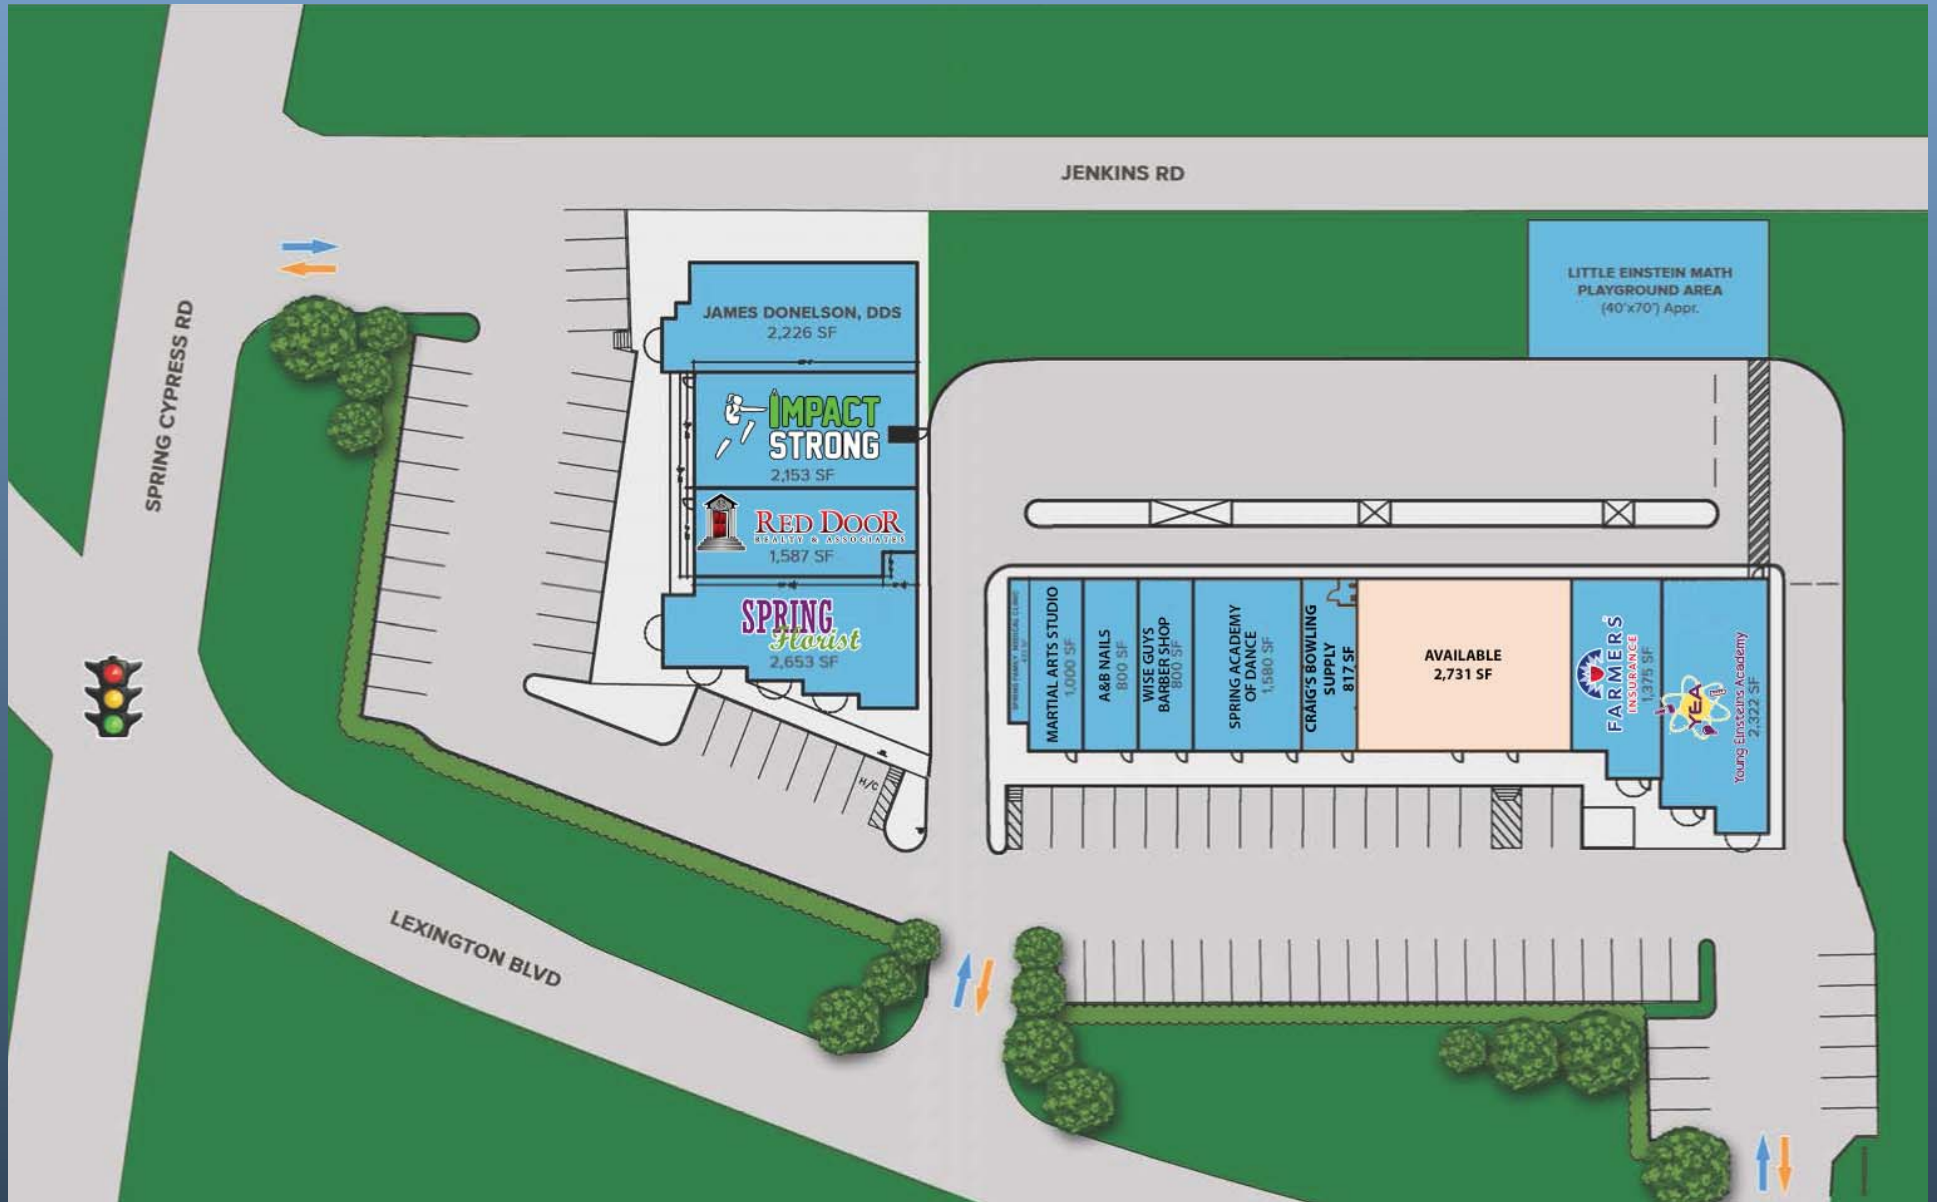 JENKINS RD
SPRING CYPRESS RD
LITTLE EINSTEIN MATH
PLAYGROUND AREA
(40'x70') Appr.
JAMES DONELSON, DDS
2,226 SF
IMPACT
STRONG
2,153 SF
RED DOOR
REALTY & ASSOCIATES
1,587 SF
SPRING
Florist
2,653 SF
H/C
SPRING FAMILY MEDICAL CLINIC
MARTIAL ARTS STUDIO
1,000 SF
A&B NAILS
800 SF
WISE GUYS
BARBER SHOP
800 SF
SPRING ACADEMY
OF DANCE
1,580 SF
CRAIG'S BOWLING
SUPPLY
817 SF
AVAILABLE
2,731 SF
FARMERS
INSURANCE
1,375 SF
YEA
Young Einsteins Academy
2,322 SF
LEXINGTON BLVD